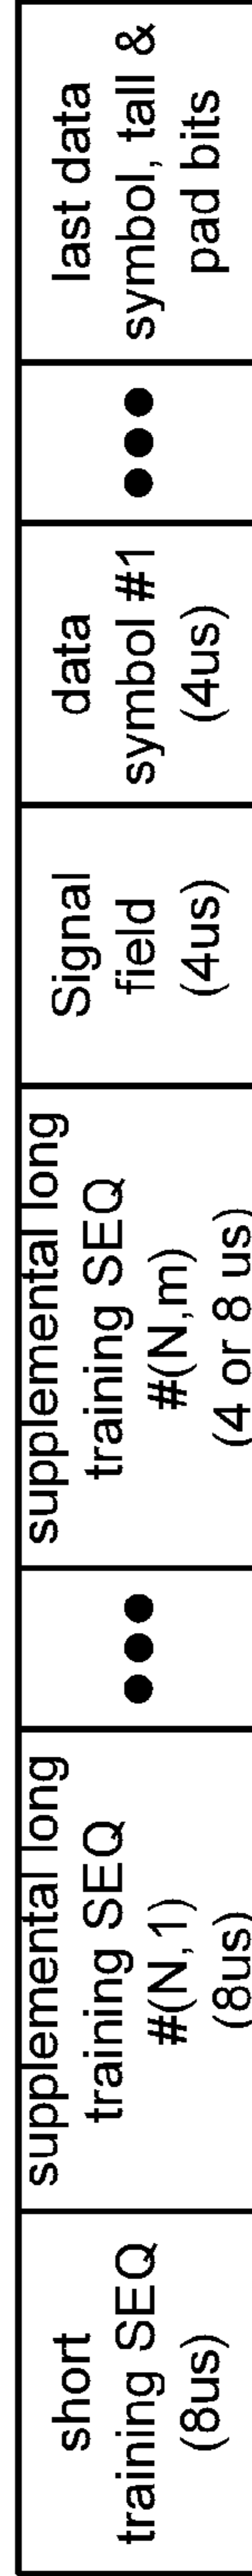 short
training SEQ
(8us)
supplemental long
training SEQ
#(N,1)
(8us)
●●●
supplemental long
training SEQ
#(N,m)
(4 or 8 us)
●●●
Signal
field
(4us)
data
symbol #1
(4us)
●●●
last data
symbol, tall &
pad bits